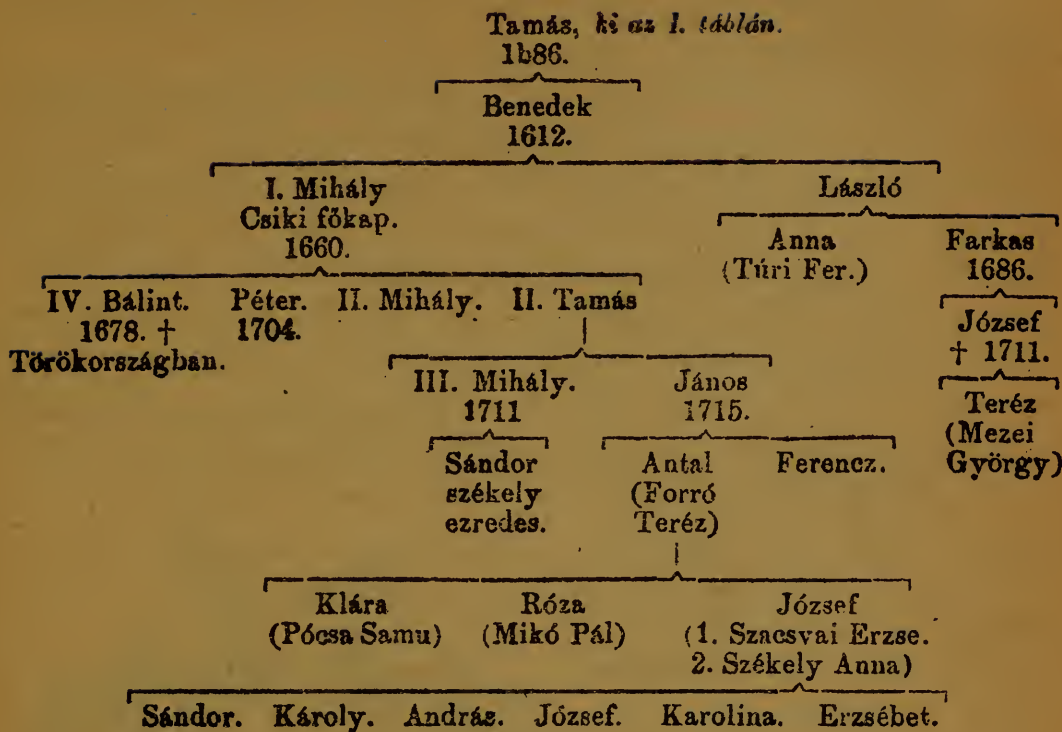 Tamás, ki az I. táblán.
1b86.
Benedek
1612.
I. Mihály László
Csiki főkap.
1660.
Anna Farkas
(Túri Fer.) 1686.
IV. Bálint. Péter. II. Mihály. II. Tamás
1678. † 1704.
Törökországban.
József
† 1711.
III. Mihály. János
1711 1715.
Teréz
(Mezei
György)
Sándor Antal Ferencz.
székely (Forró
ezredes. Teréz)
Klára Róza József
(Pócsa Samu) (Mikó Pál) (1. Szacsvai Erzse.
2. Székely Anna)
Sándor. Károly. András. József. Karolina. Erzsébet.